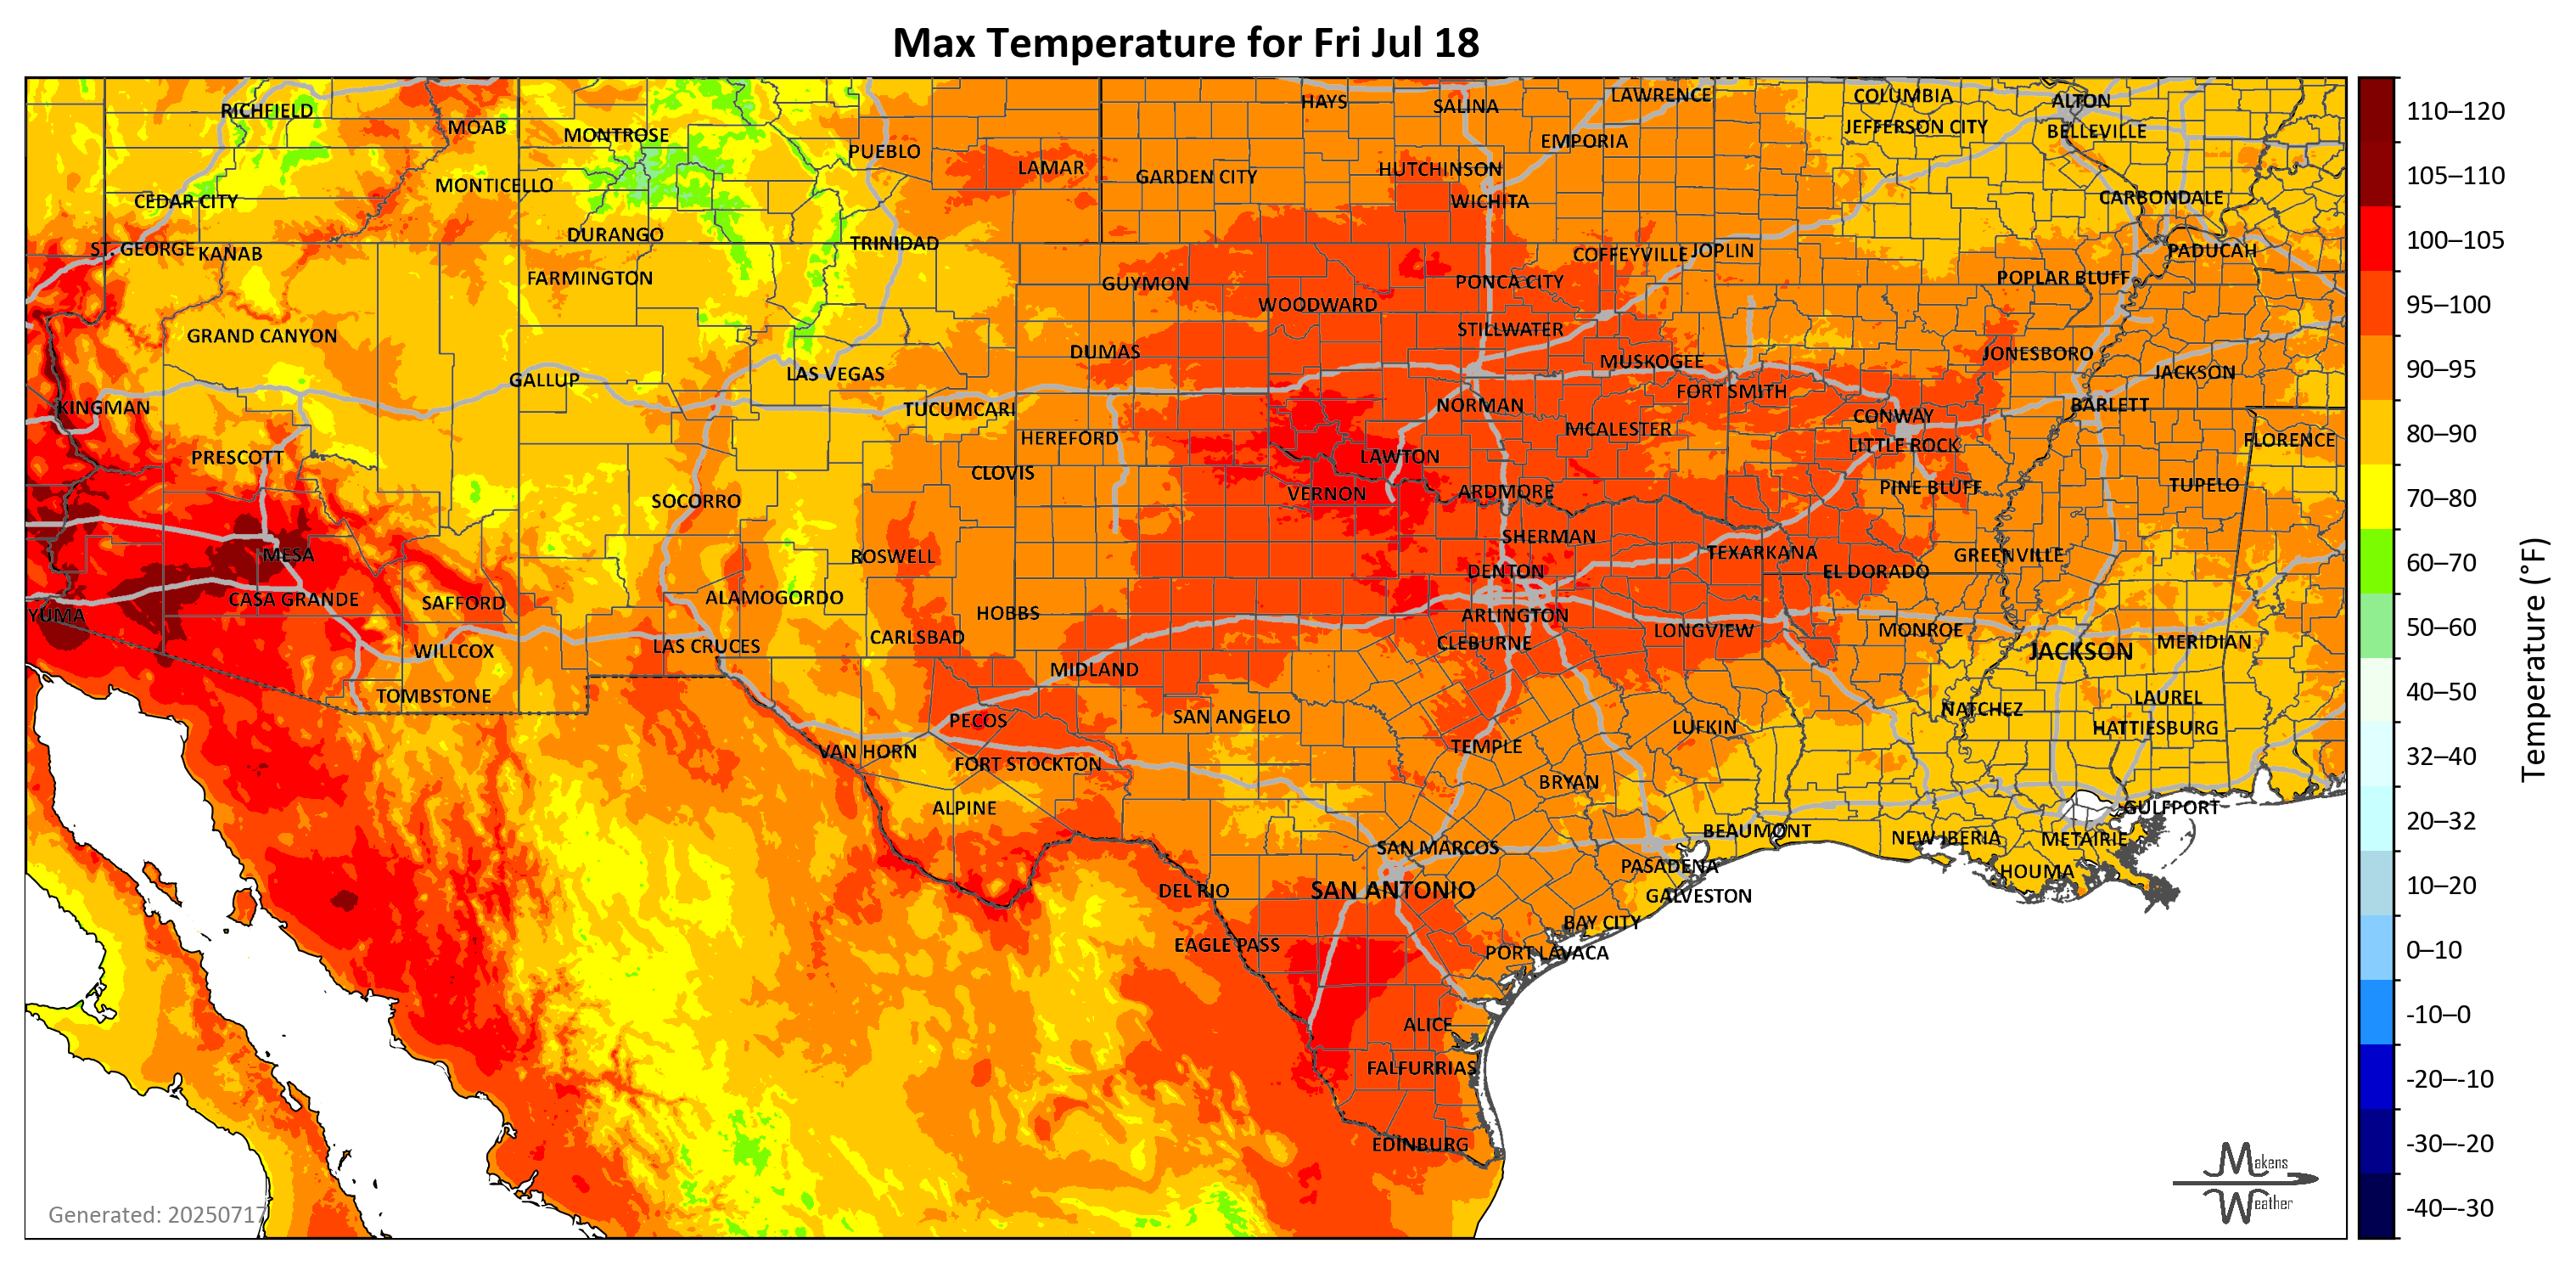 Max Temperature for Fri Jul 18
RICHFIELD
MOAB
MONTROSE
PUEBLO
LAMAR
HAYS
SALINA
LAWRENCE
COLUMBIA
ALTON
EMPORIA
JEFFERSON CITY
BELLEVILLE
GARDEN CITY
HUTCHINSON
CEDAR CITY
MONTICELLO
WICHITA
CARBONDALE
ST. GEORGE
KANAB
DURANGO
TRINIDAD
COFFEYVILLE
JOPLIN
PADUCAH
FARMINGTON
GUYMON
PONCA CITY
POPLAR BLUFF
WOODWARD
GRAND CANYON
STILLWATER
DUMAS
MUSKOGEE
JONESBORO
GALLUP
LAS VEGAS
FORT SMITH
JACKSON
KINGMAN
TUCUMCARI
NORMAN
CONWAY
BARLETT
HEREFORD
MCALESTER
LITTLE ROCK
FLORENCE
PRESCOTT
CLOVIS
LAWTON
SOCORRO
VERNON
ARDMORE
PINE BLUFF
TUPELO
MESA
ROSWELL
SHERMAN
TEXARKANA
GREENVILLE
DENTON
EL DORADO
YUMA
CASA GRANDE
SAFFORD
ALAMOGORDO
HOBBS
ARLINGTON
WILLCOX
LAS CRUCES
CARLSBAD
CLEBURNE
LONGVIEW
MONROE
JACKSON
MERIDIAN
MIDLAND
TOMBSTONE
PECOS
SAN ANGELO
LUFKIN
NATCHEZ
LAUREL
HATTIESBURG
VAN HORN
FORT STOCKTON
TEMPLE
BRYAN
ALPINE
GULFPORT
SAN MARCOS
BEAUMONT
NEW IBERIA
METAIRIE
DEL RIO
SAN ANTONIO
PASADENA
HOUMA
GALVESTON
EAGLE PASS
BAY CITY
PORT LAVACA
ALICE
FALFURRIAS
EDINBURG
Generated: 20250717
Makens
Weather
110–120
105–110
100–105
95–100
90–95
80–90
70–80
60–70
50–60
40–50
32–40
20–32
10–20
0–10
-10–0
-20–-10
-30–-20
-40–-30
Temperature (°F)